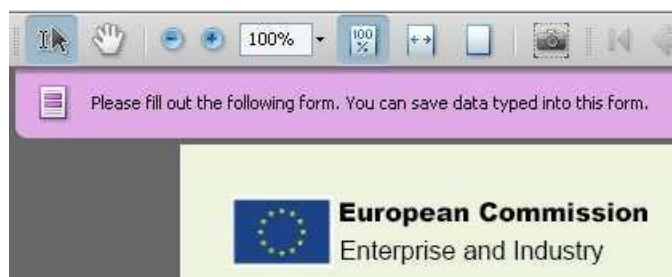 100%
100
%
Please fill out the following form. You can save data typed into this form.
European Commission
Enterprise and Industry